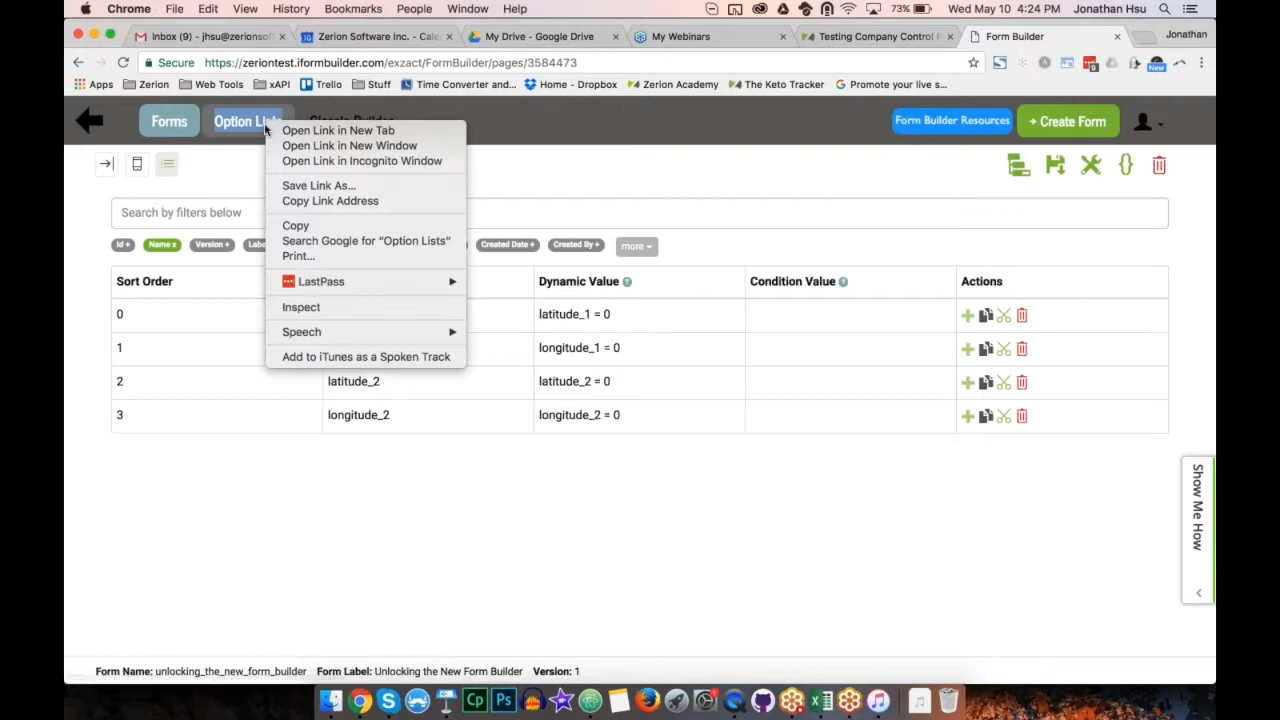 Chrome File Edit View History Bookmarks People Window Help 73% Wed May 10 4:24 PM Jonathan Hsu
Inbox (9) - jhsu@zerionsof × Zerion Software Inc. - Cale × My Drive - Google Drive × My Webinars × Testing Company Control P × Form Builder × Jonathan
Secure https://zeriontest.iformbuilder.com/exzact/FormBuilder/pages/3584473
Apps Zerion Web Tools xAPI Trello Stuff Time Converter and... Home - Dropbox Zerion Academy The Keto Tracker Promote your live s...
Forms Option Form Builder Resources + Create Form
Open Link in New Tab
Open Link in New Window
Open Link in Incognito Window
Save Link As...
Copy Link Address
Copy
Search Google for “Option Lists”
Print...
LastPass
Inspect
Speech
Add to iTunes as a Spoken Track
Search by filters below
Id + Name x Version + Created Date + Created By + more
Sort Order Dynamic Value ? Condition Value ? Actions
0 latitude_1 = 0
1 longitude_1 = 0
2 latitude_2 latitude_2 = 0
3 longitude_2 longitude_2 = 0
Show Me How
Form Name: unlocking_the_new_form_builder Form Label: Unlocking the New Form Builder Version: 1
Cp Ps